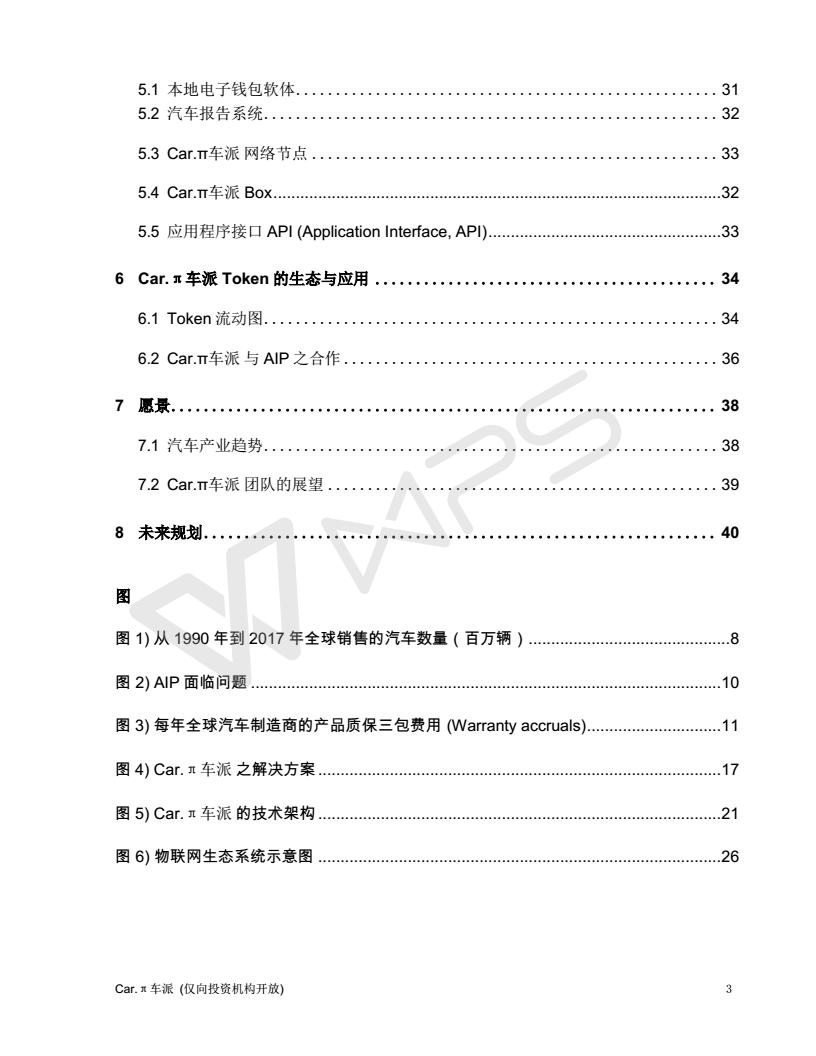 5.1 本地电子钱包软体.................................................... 31
5.2 汽车报告系统........................................................ 32
5.3 Car.π车派 网络节点 .................................................. 33
5.4 Car.π车派 Box....................................................................................................32
5.5 应用程序接口 API (Application Interface, API)....................................................33
6 Car.π车派 Token 的生态与应用 .......................................... 34
6.1 Token 流动图........................................................ 34
6.2 Car.π车派 与 AIP 之合作 .............................................. 36
7 愿景................................................................... 38
7.1 汽车产业趋势........................................................ 38
7.2 Car.π车派 团队的展望 ................................................ 39
8 未来规划............................................................... 40
图
图 1) 从 1990 年到 2017 年全球销售的汽车数量（百万辆）.............................................8
图 2) AIP 面临问题 .........................................................................................................10
图 3) 每年全球汽车制造商的产品质保三包费用 (Warranty accruals)..............................11
图 4) Car.π车派 之解决方案 ..........................................................................................17
图 5) Car.π车派 的技术架构 ..........................................................................................21
图 6) 物联网生态系统示意图 ..........................................................................................26
WAPS
Car.π车派 (仅向投资机构开放) 3